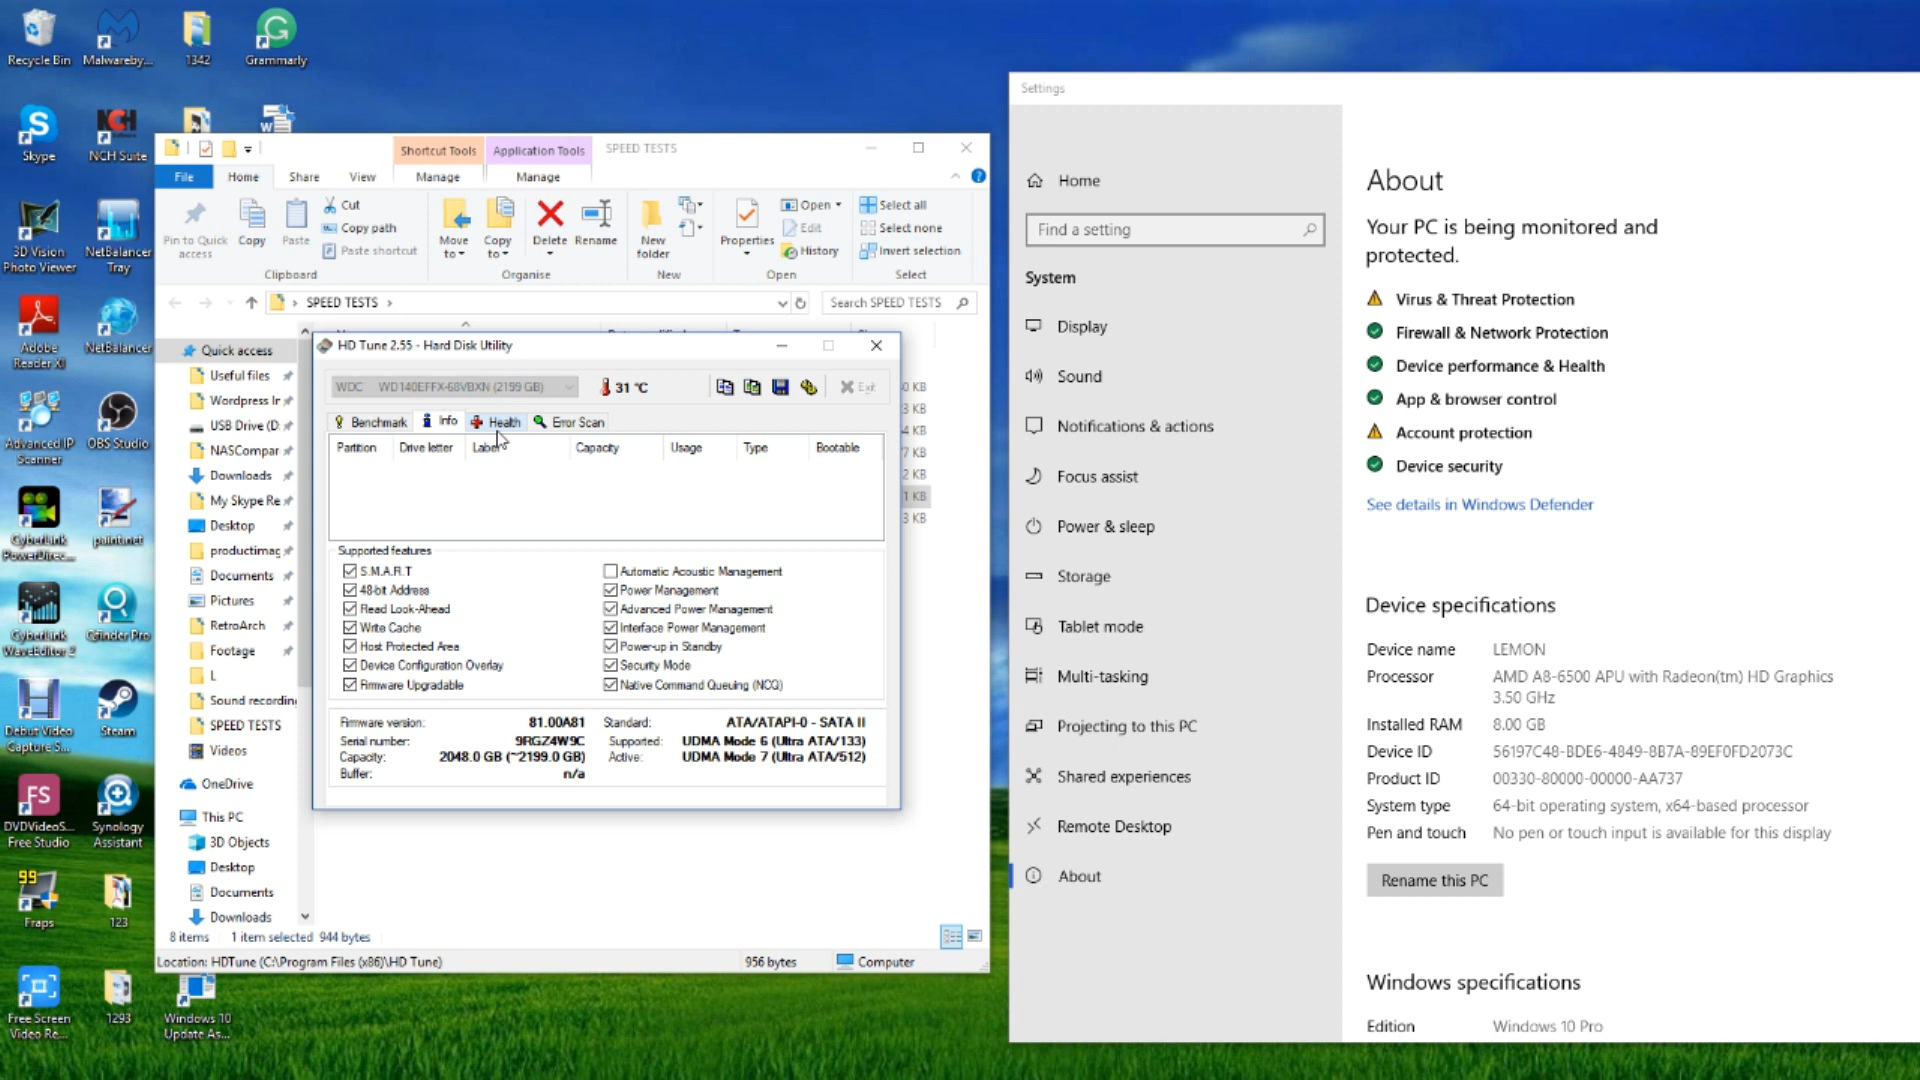 Recycle Bin
Malwareby...
1342
Grammarly
Skype
NCH Suite
3D Vision
Photo Viewer
NetBalancer
Tray
Adobe
Reader XI
NetBalancer
Advanced IP
Scanner
OBS Studio
CyberLink
PowerDirec...
paint.net
CyberLink
WaveEditor 2
Debut Video
Capture S...
Steam
DVDVideoS...
Free Studio
Synology
Assistant
99
Fraps
123
Free Screen
Video Re...
1293
Windows 10
Update As...
Shortcut Tools
Application Tools
SPEED TESTS
File
Home
Share
View
Manage
Manage
Pin to Quick
access
Copy
Paste
Cut
Copy path
Paste shortcut
Clipboard
Move
to
Copy
to
Delete
Rename
Organise
New
folder
New
Properties
Open
Edit
History
Open
Select all
Select none
Invert selection
Select
SPEED TESTS
Search SPEED TESTS
Quick access
Useful files
Wordpress Ir
USB Drive (D:
NASCompar
Downloads
My Skype Re
Desktop
productimag
Documents
Pictures
RetroArch
Footage
L
Sound recording
SPEED TESTS
Videos
OneDrive
This PC
3D Objects
Desktop
Documents
Downloads
8 items
1 item selected 944 bytes
Location: HDTune (C:\Program Files (x86)\HD Tune)
956 bytes
Computer
HD Tune 2.55 - Hard Disk Utility
WDC WD140EFFX-68VBXN (2199 GB)
31 °C
Exit
Benchmark
Info
Health
Error Scan
Partition
Drive letter
Label
Capacity
Usage
Type
Bootable
Supported features
S.M.A.R.T
48-bit Address
Read Look-Ahead
Write Cache
Host Protected Area
Device Configuration Overlay
Firmware Upgradable
Automatic Acoustic Management
Power Management
Advanced Power Management
Interface Power Management
Power-up in Standby
Security Mode
Native Command Queuing (NCQ)
Firmware version: 81.00A81
Serial number: 9RGZ4W9C
Capacity: 2048.0 GB (~2199.0 GB)
Buffer: n/a
Standard: ATA/ATAPI-0 - SATA II
Supported: UDMA Mode 6 (Ultra ATA/133)
Active: UDMA Mode 7 (Ultra ATA/512)
Settings
Home
Find a setting
System
Display
Sound
Notifications & actions
Focus assist
Power & sleep
Storage
Tablet mode
Multi-tasking
Projecting to this PC
Shared experiences
Remote Desktop
About
About
Your PC is being monitored and
protected.
Virus & Threat Protection
Firewall & Network Protection
Device performance & Health
App & browser control
Account protection
Device security
See details in Windows Defender
Device specifications
Device name LEMON
Processor AMD A8-6500 APU with Radeon(tm) HD Graphics
3.50 GHz
Installed RAM 8.00 GB
Device ID 56197C48-BDE6-4849-8B7A-89EF0FD2073C
Product ID 00330-80000-00000-AA737
System type 64-bit operating system, x64-based processor
Pen and touch No pen or touch input is available for this display
Rename this PC
Windows specifications
Edition Windows 10 Pro